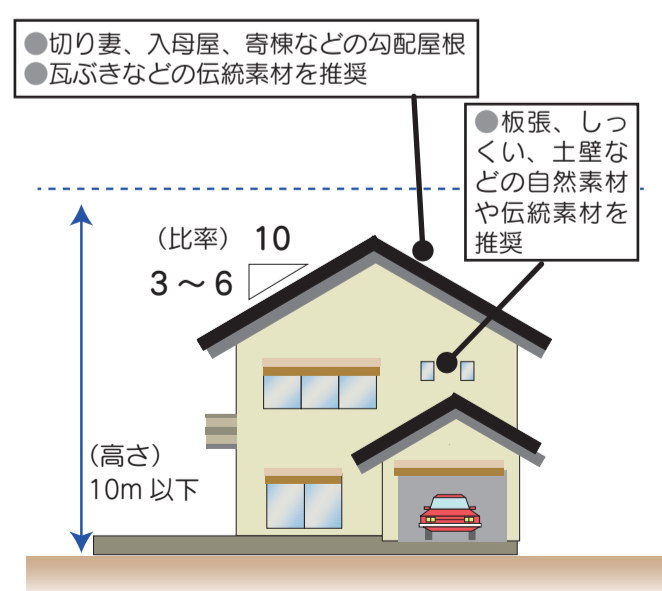 ●切り妻、入母屋、寄棟などの勾配屋根
●瓦ぶきなどの伝統素材を推奨
●板張、しっ
くい、土壁な
どの自然素材
や伝統素材を
推奨
（比率）10
3～6
（高さ）
10m 以下